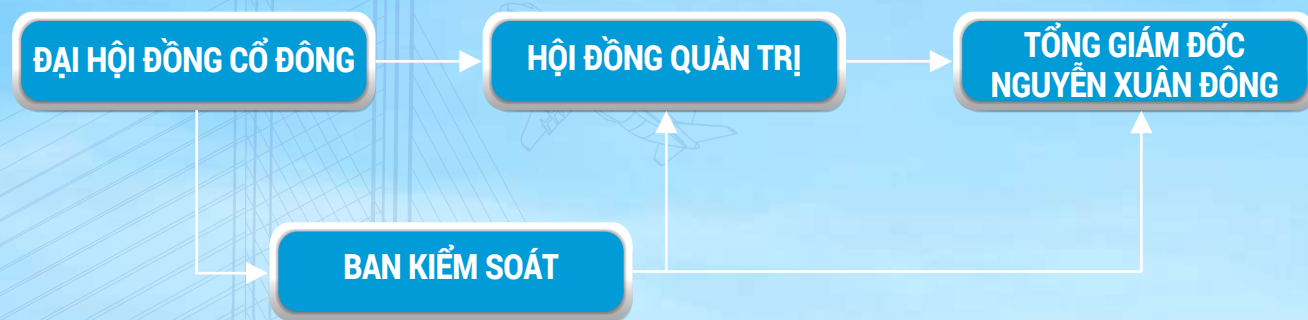 ĐẠI HỘI ĐỒNG CỔ ĐÔNG
HỘI ĐỒNG QUẢN TRỊ
TỔNG GIÁM ĐỐC
NGUYỄN XUÂN ĐÔNG
BAN KIỂM SOÁT